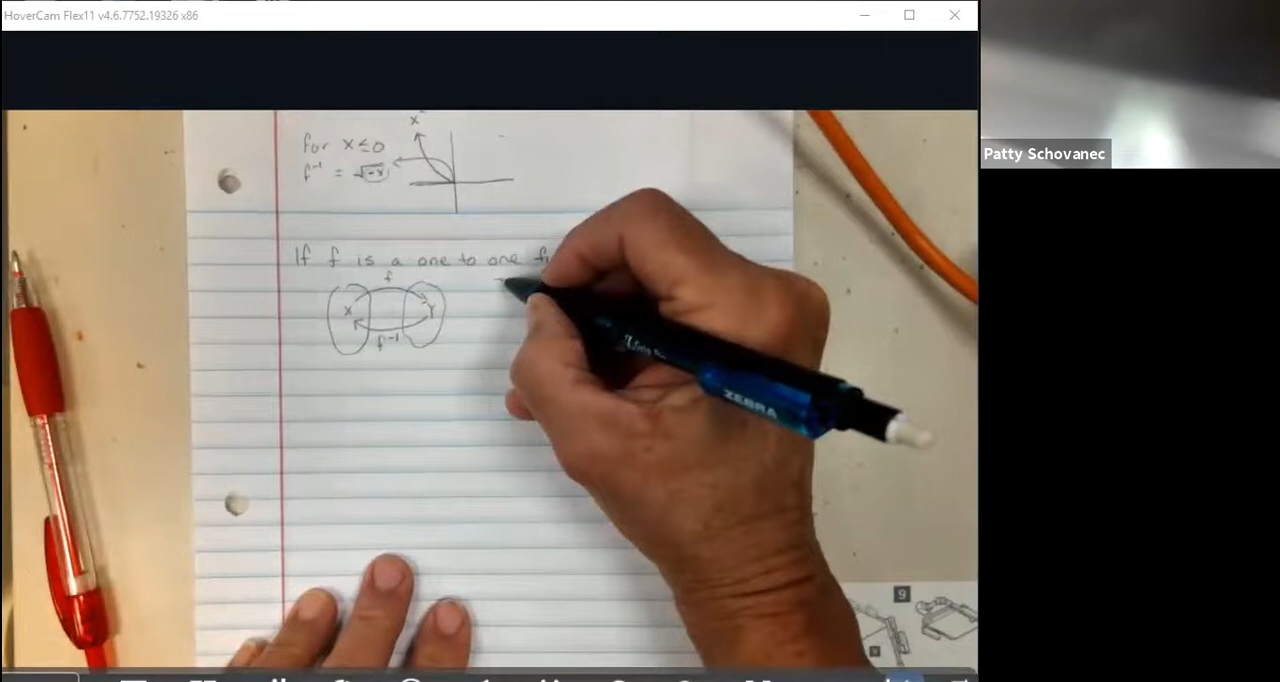 HoverCam Flex11 v4.6.7752.19326 x86
Patty Schovanec
x
for x ≤ 0
f⁻¹ = √-x
If f is a one to one
f
x y
f⁻¹
ZEBRA
9